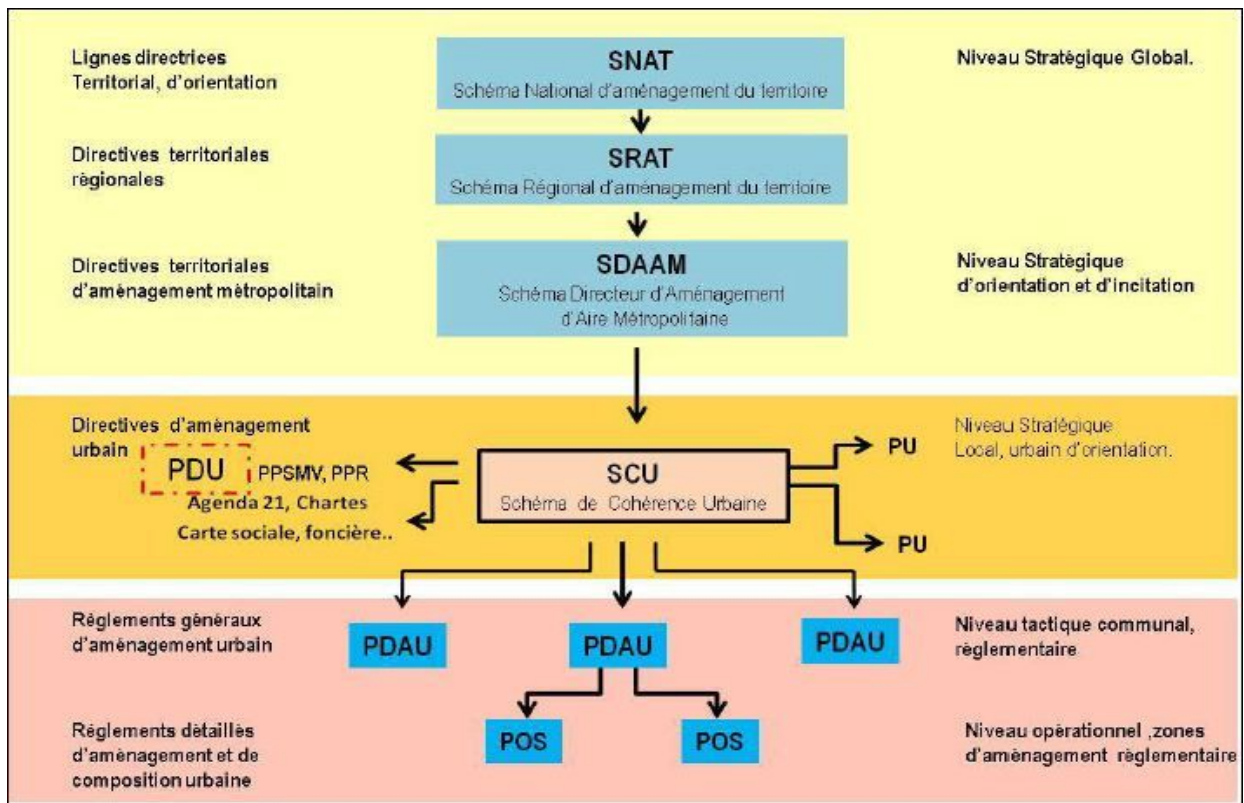 Lignes directrices
Territorial, d'orientation
SNAT
Schéma National d'aménagement du territoire
Niveau Stratégique Global.
Directives territoriales
régionales
SRAT
Schéma Régional d'aménagement du territoire
Directives territoriales
d'aménagement métropolitain
SDAAM
Schéma Directeur d'Aménagement
d'Aire Métropolitaine
Niveau Stratégique
d'orientation et d'incitation
Directives d'aménagement
urbain
PDU PPSMV, PPR
Agenda 21, Chartes
Carte sociale, foncière..
SCU
Schéma de Cohérence Urbaine
PU
PU
Niveau Stratégique
Local, urbain d'orientation.
Règlements généraux
d'aménagement urbain
PDAU
PDAU
PDAU
Niveau tactique communal,
règlementaire
Règlements détaillés
d'aménagement et de
composition urbaine
POS
POS
Niveau opérationnel ,zones
d'aménagement règlementaire